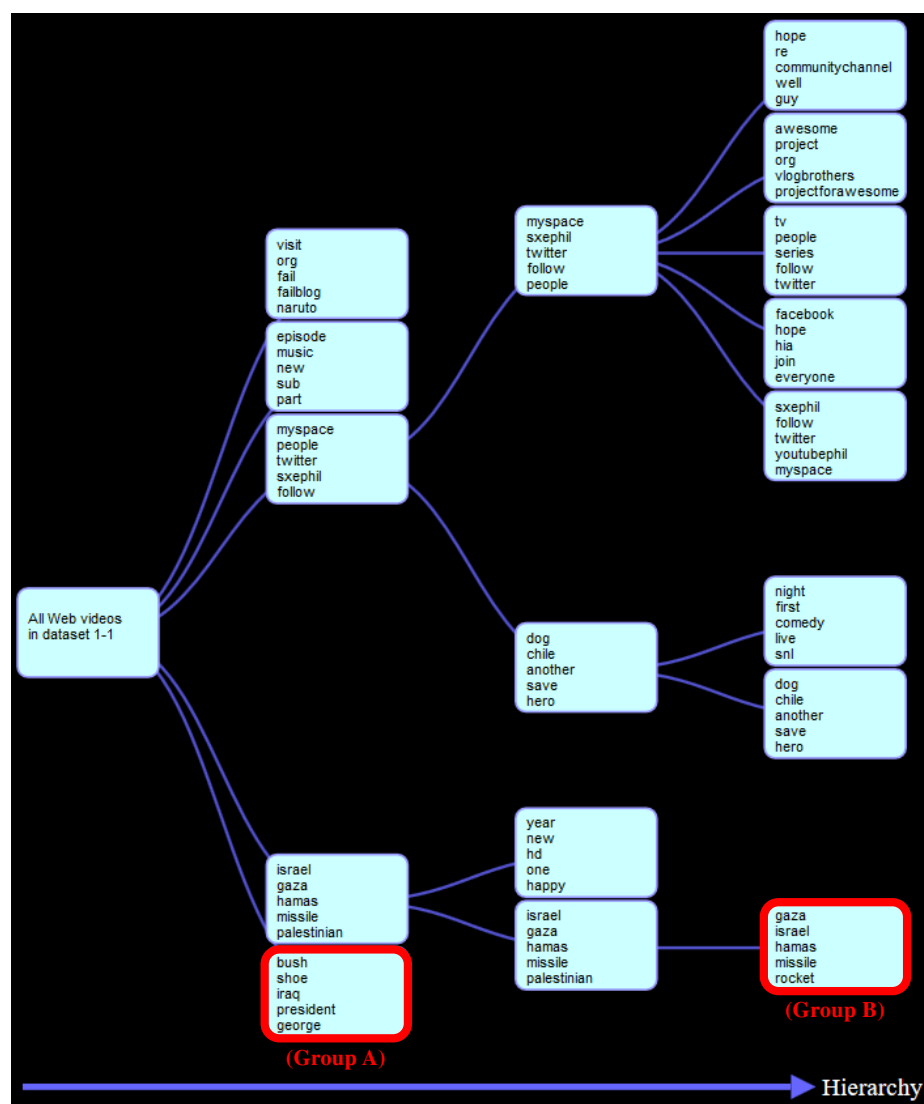 All Web videos
in dataset 1-1
visit
org
fail
failblog
naruto
episode
music
new
sub
part
myspace
people
twitter
sxephil
follow
israel
gaza
hamas
missile
palestinian
bush
shoe
iraq
president
george
(Group A)
myspace
sxephil
twitter
follow
people
dog
chile
another
save
hero
year
new
hd
one
happy
israel
gaza
hamas
missile
palestinian
hope
re
communitychannel
well
guy
awesome
project
org
vlogbrothers
projectforawesome
tv
people
series
follow
twitter
facebook
hope
hia
join
everyone
sxephil
follow
twitter
youtubephil
myspace
night
first
comedy
live
snl
dog
chile
another
save
hero
gaza
israel
hamas
missile
rocket
(Group B)
Hierarchy